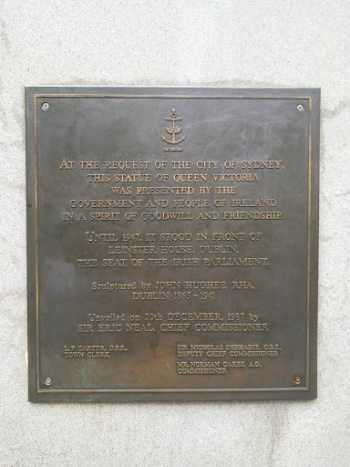 AT THE REQUEST OF THE CITY OF SYDNEY,
THIS STATUE OF QUEEN VICTORIA
WAS PRESENTED BY THE
GOVERNMENT AND PEOPLE OF IRELAND
IN A SPIRIT OF GOODWILL AND FRIENDSHIP.
UNTIL 1947, IT STOOD IN FRONT OF
LEINSTER HOUSE, DUBLIN,
THE SEAT OF THE IRISH PARLIAMENT.
Sculptured by JOHN HUGHES, RHA,
DUBLIN 1865 - 1941
Unveiled on 20th DECEMBER, 1987 by
SIR ERIC NEAL, CHIEF COMMISSIONER
L.P. CARTER, O.B.E.,
TOWN CLERK
SIR NICHOLAS SHEHADIE, O.B.E.,
DEPUTY CHIEF COMMISSIONER
MR NORMAN OAKES, A.O.,
COMMISSIONER